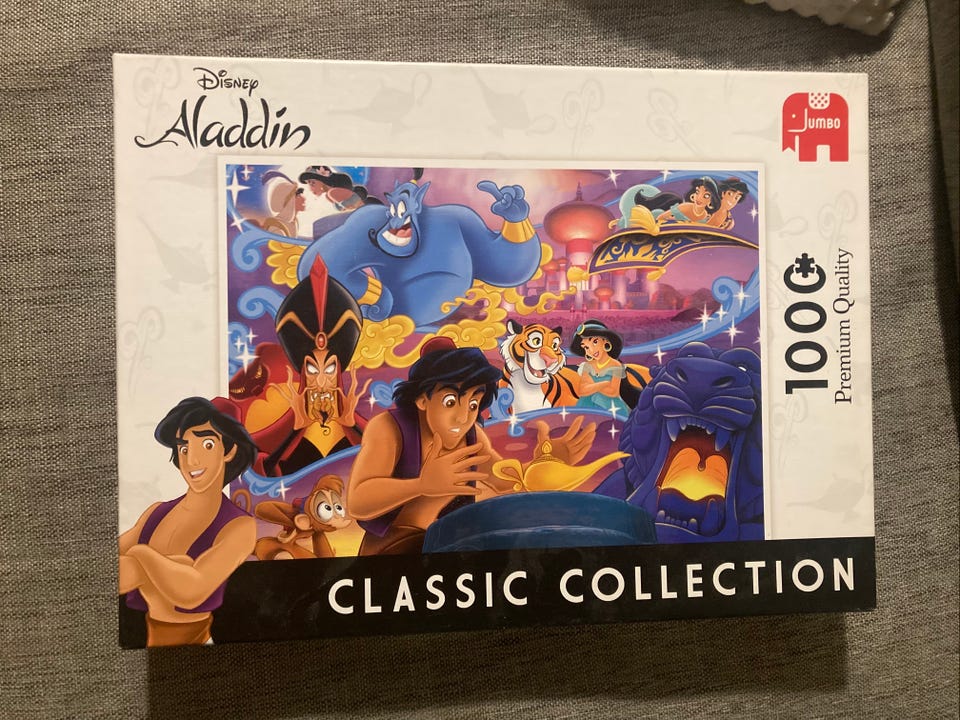 Disney
Aladdin
Jumbo
1000
Premium Quality
CLASSIC COLLECTION